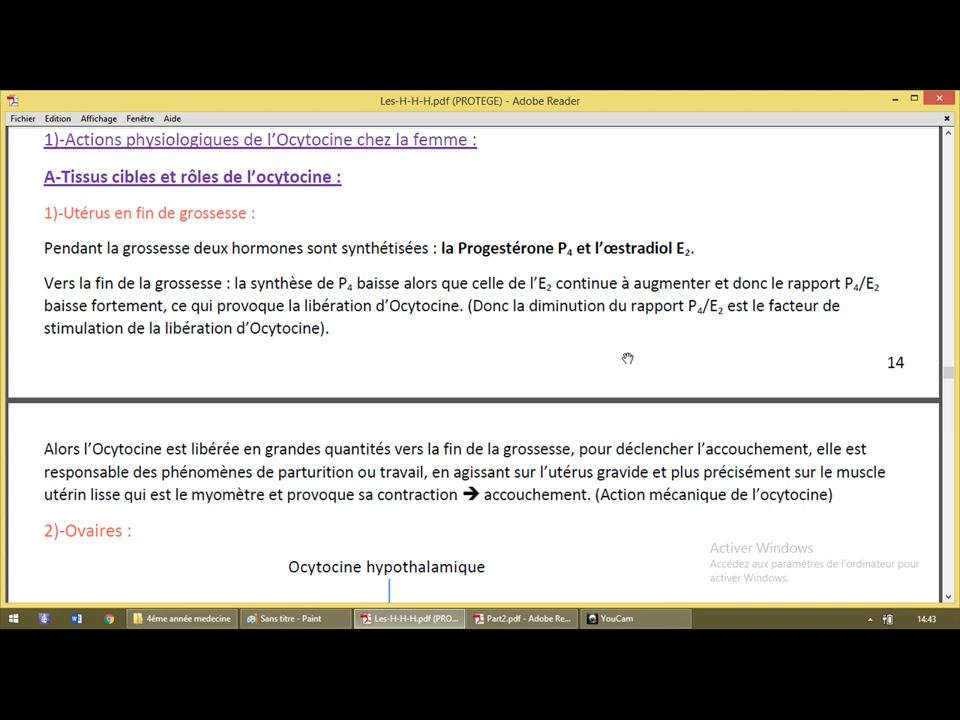 Les-H-H-H.pdf (PROTEGE) - Adobe Reader
Fichier Edition Affichage Fenêtre Aide
1)-Actions physiologiques de l’Ocytocine chez la femme :
A-Tissus cibles et rôles de l’ocytocine :
1)-Utérus en fin de grossesse :
Pendant la grossesse deux hormones sont synthétisées : la Progestérone P₄ et l’œstradiol E₂.
Vers la fin de la grossesse : la synthèse de P₄ baisse alors que celle de l’E₂ continue à augmenter et donc le rapport P₄/E₂
baisse fortement, ce qui provoque la libération d’Ocytocine. (Donc la diminution du rapport P₄/E₂ est le facteur de
stimulation de la libération d’Ocytocine).
14
Alors l’Ocytocine est libérée en grandes quantités vers la fin de la grossesse, pour déclencher l’accouchement, elle est
responsable des phénomènes de parturition ou travail, en agissant sur l’utérus gravide et plus précisément sur le muscle
utérin lisse qui est le myomètre et provoque sa contraction ➔ accouchement. (Action mécanique de l’ocytocine)
2)-Ovaires :
Ocytocine hypothalamique
Activer Windows
Accédez aux paramètres de l’ordinateur pour
activer Windows.
4éme année medecine Sans titre - Paint Les-H-H-H.pdf (PRO... Part2.pdf - Adobe Re... YouCam 14:43